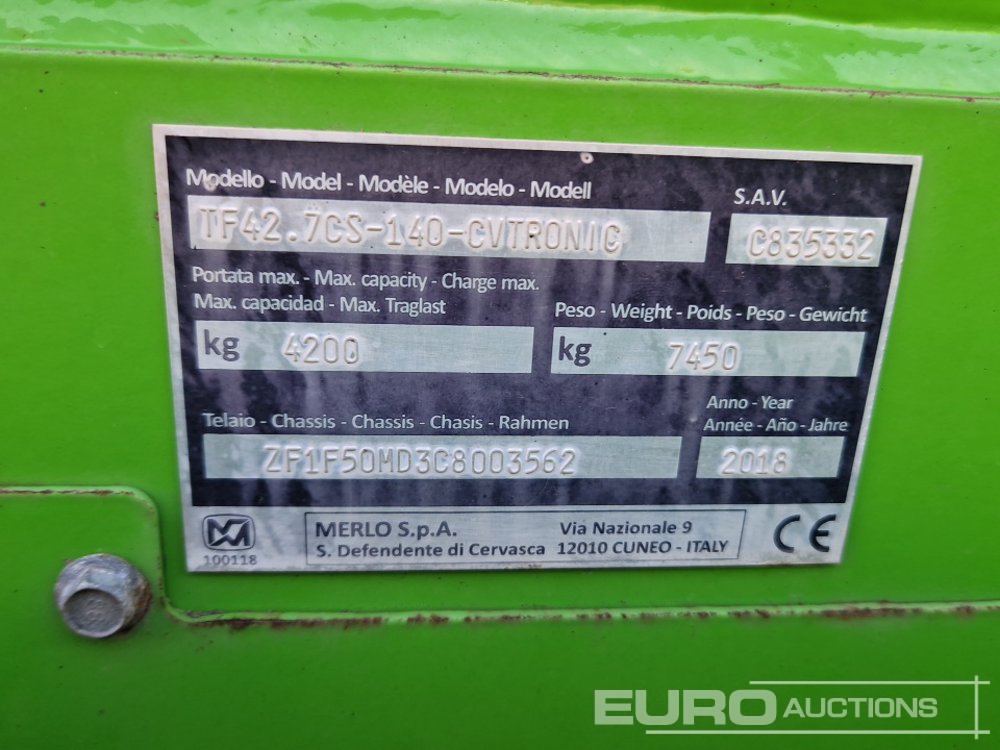 Modello - Model - Modèle - Modelo - Modell
S.A.V.
TF42.7CS-140-CVTRONIC
C835332
Portata max. - Max. capacity - Charge max.
Max. capacidad - Max. Traglast
Peso - Weight - Poids - Peso - Gewicht
kg 4200
kg 7450
Anno - Year
Telaio - Chassis - Chassis - Chasis - Rahmen
Année - Año - Jahre
ZF1F50MD3C8003562
2018
MERLO S.p.A. Via Nazionale 9
S. Defendente di Cervasca 12010 CUNEO - ITALY
CE
100118
EURO AUCTIONS